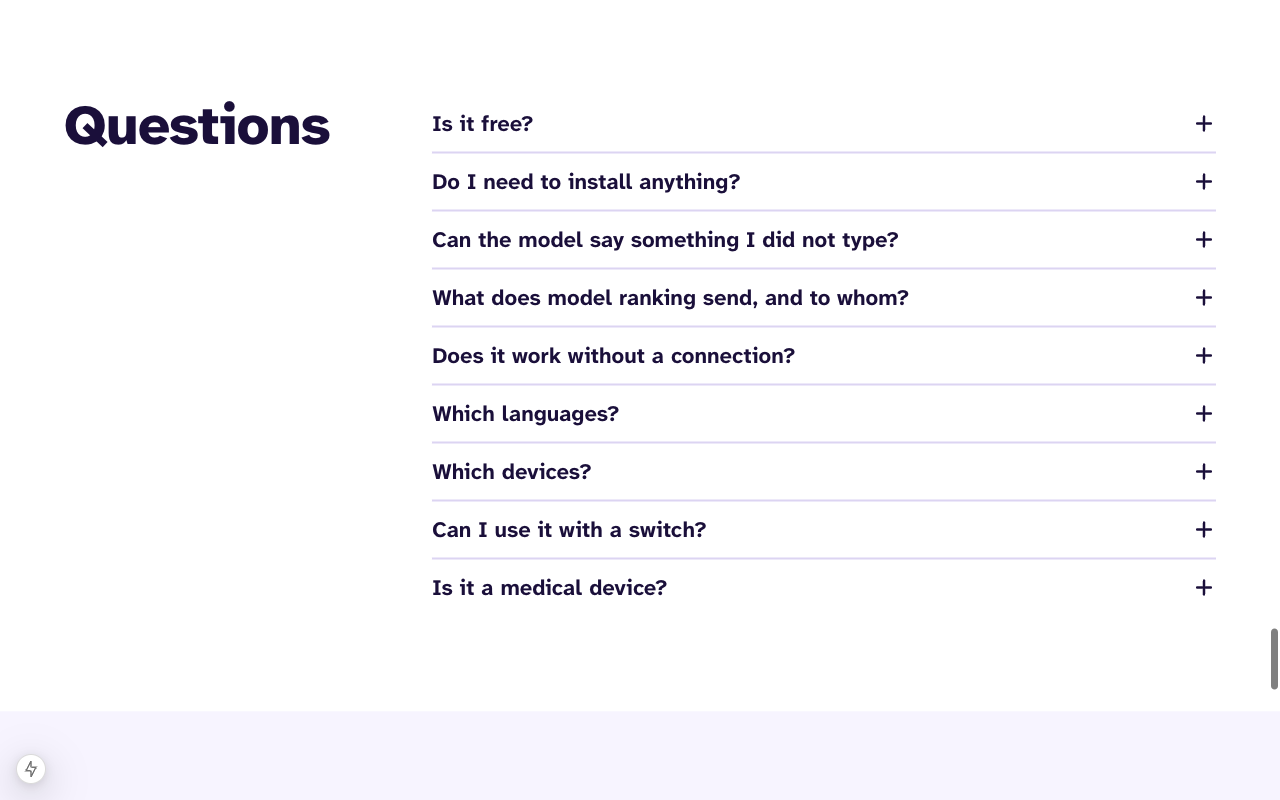 Questions
Is it free?
Do I need to install anything?
Can the model say something I did not type?
What does model ranking send, and to whom?
Does it work without a connection?
Which languages?
Which devices?
Can I use it with a switch?
Is it a medical device?